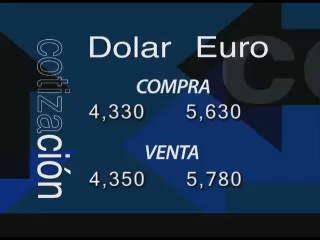 cotización
Dolar Euro
COMPRA
4,330 5,630
VENTA
4,350 5,780